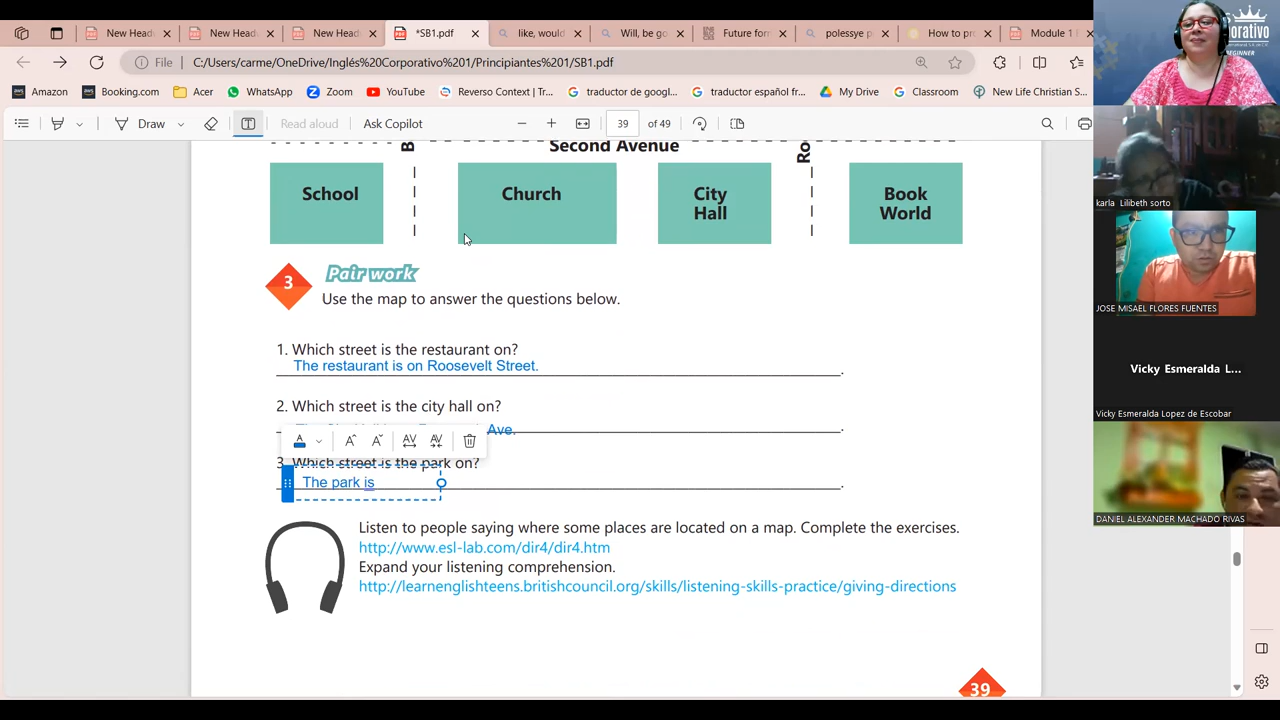 New Headw
New Headw
New Headw
*SB1.pdf
like, would
Will, be go
Future form
polessye p
How to pro
Module 1 F
File
C:/Users/carme/OneDrive/Inglés%20Corporativo%201/Principiante%01/SB1.pdf
Amazon
Booking.com
Acer
WhatsApp
Zoom
YouTube
Reverso Context | Tr...
traductor de googl...
traductor español fr...
My Drive
Classroom
New Life Christian S...
Draw
Read aloud
Ask Copilot
39
of 49
Second Avenue
School
Church
City
Hall
Book
World
3
Pair work
Use the map to answer the questions below.
1. Which street is the restaurant on?
The restaurant is on Roosevelt Street.
2. Which street is the city hall on?
Ave.
3. Which street is the park on?
The park is
Listen to people saying where some places are located on a map. Complete the exercises.
http://www.esl-lab.com/dir4/dir4.htm
Expand your listening comprehension.
http://learnenglishteens.britishcouncil.org/skills/listening-skills-practice/giving-directions
39
karla Lilibeth sorto
JOSE MISAEL FLORES FUENTES
Vicky Esmeralda L...
Vicky Esmeralda Lopez de Escobar
DANIEL ALEXANDER MACHADO RIVAS